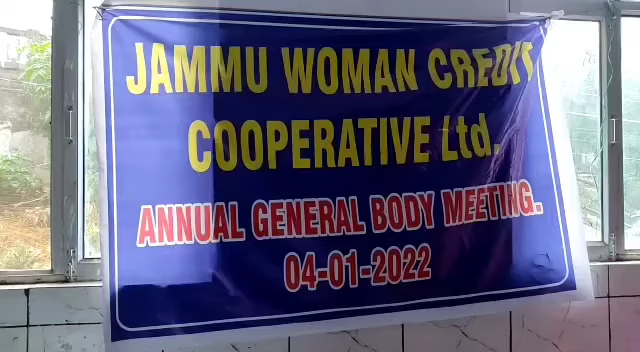 JAMMU WOMAN CREDIT
COOPERATIVE Ltd.
ANNUAL GENERAL BODY MEETING.
04-01-2022